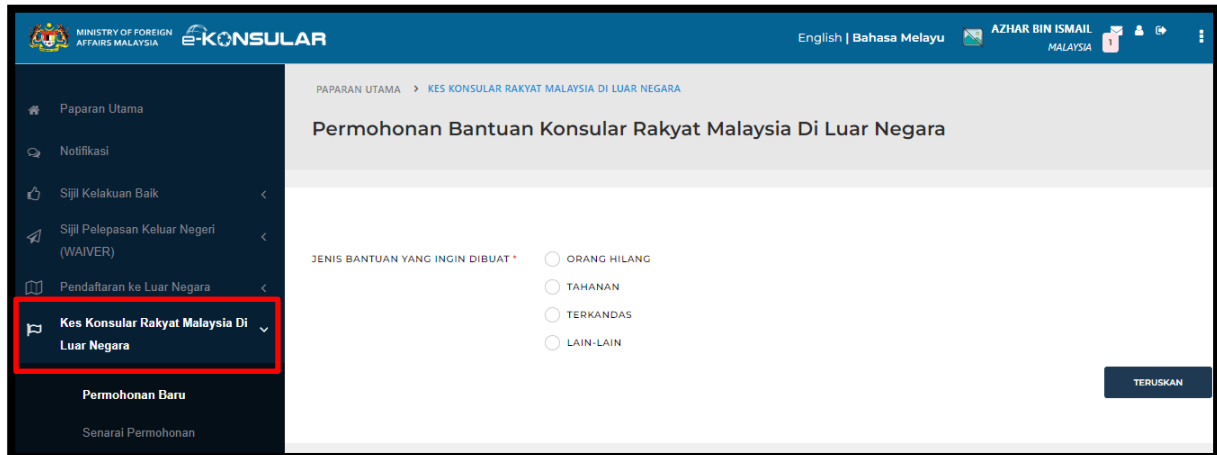 MINISTRY OF FOREIGN
AFFAIRS MALAYSIA
e-KONSULAR
English | Bahasa Melayu
AZHAR BIN ISMAIL
MALAYSIA
1
Paparan Utama
Notifikasi
Sijil Kelakuan Baik
Sijil Pelepasan Keluar Negeri
(WAIVER)
Pendaftaran ke Luar Negara
Kes Konsular Rakyat Malaysia Di
Luar Negara
Permohonan Baru
Senarai Permohonan
PAPARAN UTAMA > KES KONSULAR RAKYAT MALAYSIA DI LUAR NEGARA
Permohonan Bantuan Konsular Rakyat Malaysia Di Luar Negara
JENIS BANTUAN YANG INGIN DIBUAT *
ORANG HILANG
TAHANAN
TERKANDAS
LAIN-LAIN
TERUSKAN